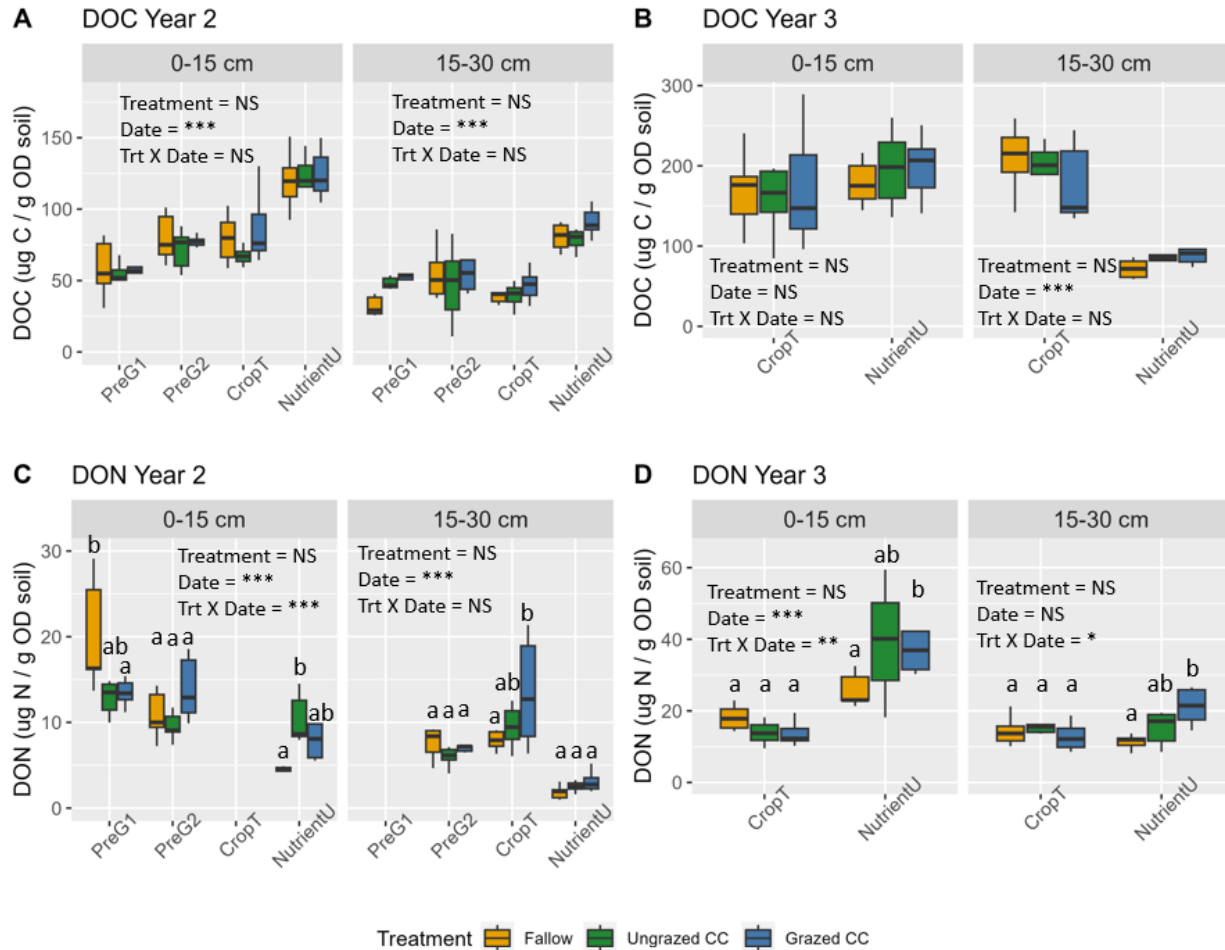 A DOC Year 2
0-15 cm
15-30 cm
DOC (ug C / g OD soil)
150
100
50
0
Treatment = NS
Date = ***
Trt X Date = NS
Treatment = NS
Date = ***
Trt X Date = NS
PreG1
PreG2
CropT
NutrientU
PreG1
PreG2
CropT
NutrientU
B DOC Year 3
0-15 cm
15-30 cm
DOC (ug C / g OD soil)
300
200
100
0
Treatment = NS
Date = NS
Trt X Date = NS
Treatment = NS
Date = ***
Trt X Date = NS
CropT
NutrientU
CropT
NutrientU
C DON Year 2
0-15 cm
15-30 cm
DON (ug N / g OD soil)
30
20
10
0
Treatment = NS
Date = ***
Trt X Date = ***
b
ab
a
a a a
a
b
ab
Treatment = NS
Date = ***
Trt X Date = NS
a a a
a
ab
b
a a a
PreG1
PreG2
CropT
NutrientU
PreG1
PreG2
CropT
NutrientU
D DON Year 3
0-15 cm
15-30 cm
DON (ug N / g OD soil)
60
40
20
0
Treatment = NS
Date = ***
Trt X Date = **
a a a
a
ab
b
Treatment = NS
Date = NS
Trt X Date = *
a a a
a
ab
b
CropT
NutrientU
CropT
NutrientU
Treatment Fallow Ungrazed CC Grazed CC